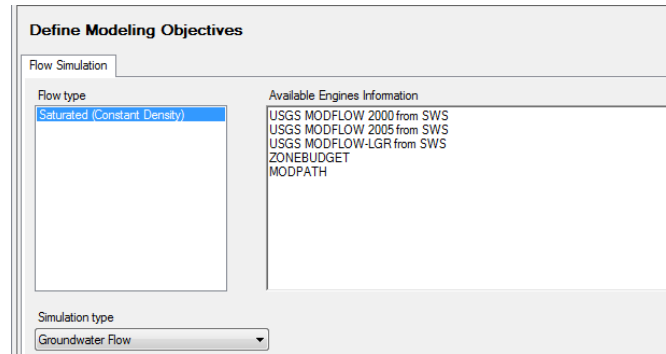 Define Modeling Objectives
Flow Simulation
Flow type
Saturated (Constant Density)
Available Engines Information
USGS MODFLOW 2000 from SWS
USGS MODFLOW 2005 from SWS
USGS MODFLOW-LGR from SWS
ZONEBUDGET
MODPATH
Simulation type
Groundwater Flow